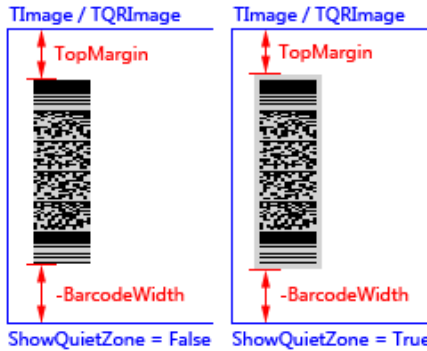 TImage / TQRImage
TopMargin
-BarcodeWidth
ShowQuietZone = False
TImage / TQRImage
TopMargin
-BarcodeWidth
ShowQuietZone = True